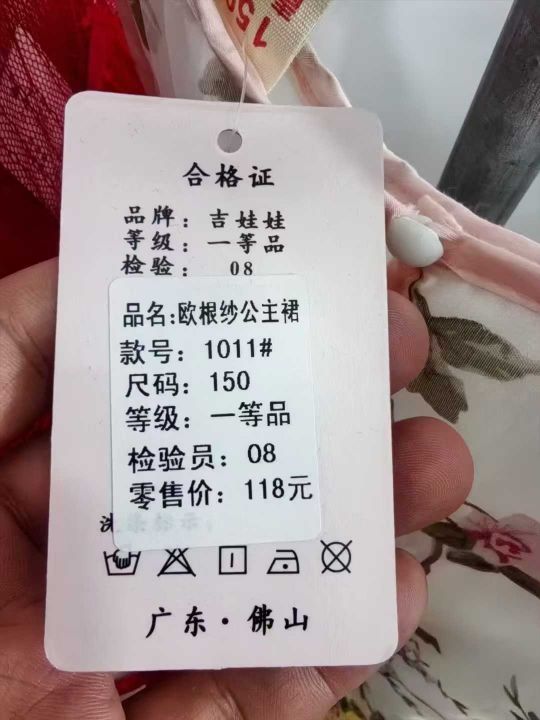 150
合格证
品牌：吉娃娃
等级：一等品
检验：08
品名:欧根纱公主裙
款号：1011#
尺码：150
等级：一等品
检验员：08
零售价：118元
广东·佛山